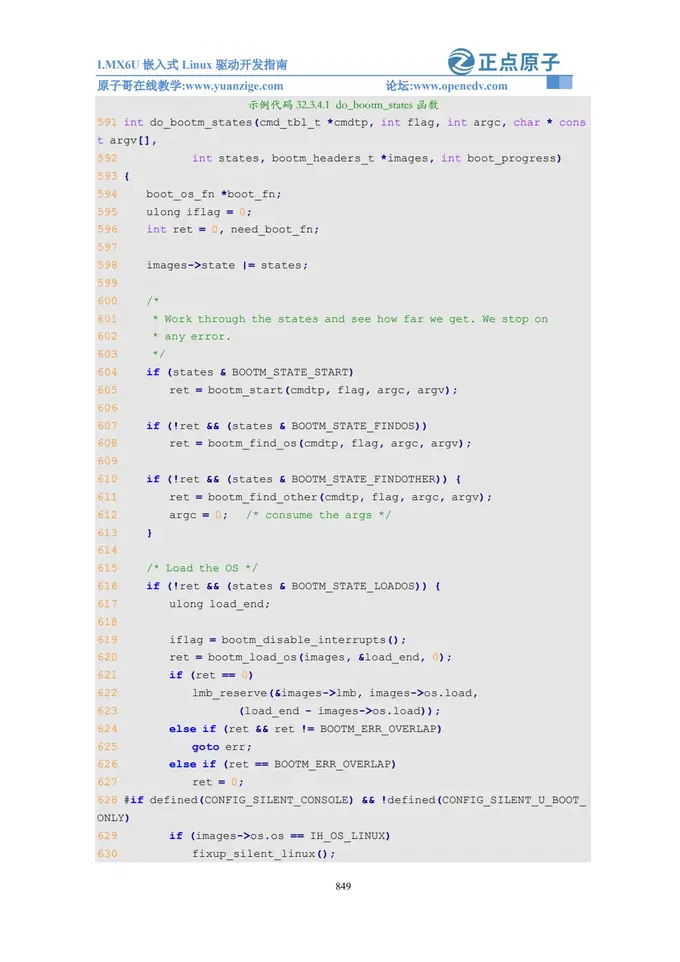 I.MX6U 嵌入式 Linux 驱动开发指南
正点原子
原子哥在线教学:www.yuanzige.com 论坛:www.openedv.com
示例代码 32.3.4.1 do_bootm_states 函数
591 int do_bootm_states(cmd_tbl_t *cmdtp, int flag, int argc, char * cons
t argv[],
592 int states, bootm_headers_t *images, int boot_progress)
593 {
594 boot_os_fn *boot_fn;
595 ulong iflag = 0;
596 int ret = 0, need_boot_fn;
597
598 images->state |= states;
599
600 /*
601 * Work through the states and see how far we get. We stop on
602 * any error.
603 */
604 if (states & BOOTM_STATE_START)
605 ret = bootm_start(cmdtp, flag, argc, argv);
606
607 if (!ret && (states & BOOTM_STATE_FINDOS))
608 ret = bootm_find_os(cmdtp, flag, argc, argv);
609
610 if (!ret && (states & BOOTM_STATE_FINDOTHER)) {
611 ret = bootm_find_other(cmdtp, flag, argc, argv);
612 argc = 0; /* consume the args */
613 }
614
615 /* Load the OS */
616 if (!ret && (states & BOOTM_STATE_LOADOS)) {
617 ulong load_end;
618
619 iflag = bootm_disable_interrupts();
620 ret = bootm_load_os(images, &load_end, 0);
621 if (ret == 0)
622 lmb_reserve(&images->lmb, images->os.load,
623 (load_end - images->os.load));
624 else if (ret && ret != BOOTM_ERR_OVERLAP)
625 goto err;
626 else if (ret == BOOTM_ERR_OVERLAP)
627 ret = 0;
628 #if defined(CONFIG_SILENT_CONSOLE) && !defined(CONFIG_SILENT_U_BOOT_
ONLY)
629 if (images->os.os == IH_OS_LINUX)
630 fixup_silent_linux();
849